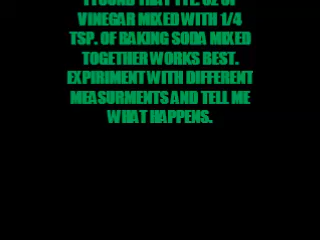 VINEGAR MIXED WITH 1/4
TSP. OF BAKING SODA MIXED
TOGETHER WORKS BEST.
EXPIRIMENT WITH DIFFERENT
MEASURMENTS AND TELL ME
WHAT HAPPENS.